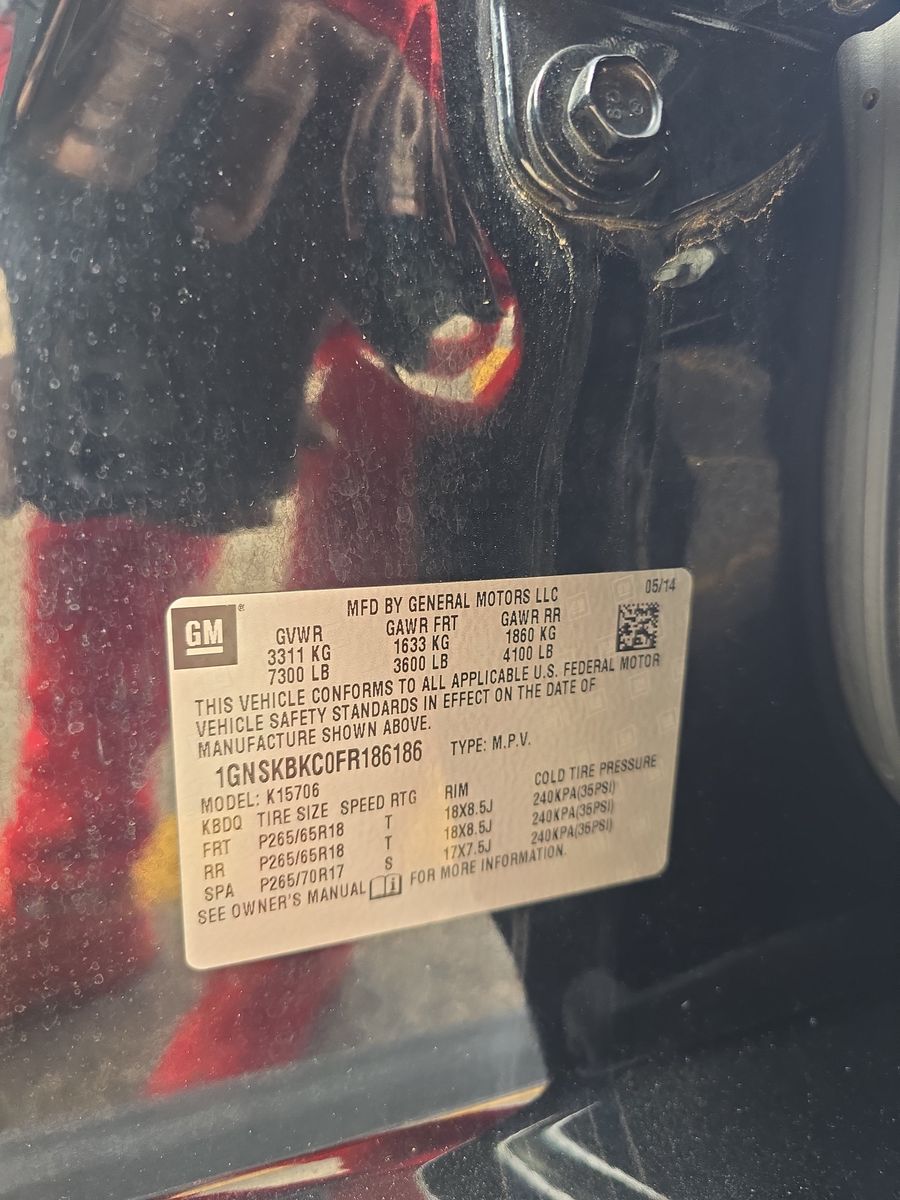 05/14
GM®
MFD BY GENERAL MOTORS LLC
GVWR GAWR FRT GAWR RR
3311 KG 1633 KG 1860 KG
7300 LB 3600 LB 4100 LB
THIS VEHICLE CONFORMS TO ALL APPLICABLE U.S. FEDERAL MOTOR
VEHICLE SAFETY STANDARDS IN EFFECT ON THE DATE OF
MANUFACTURE SHOWN ABOVE.
1GNSKBKC0FR186186 TYPE: M.P.V.
MODEL: K15706
KBDQ TIRE SIZE SPEED RTG RIM COLD TIRE PRESSURE
FRT P265/65R18 T 18X8.5J 240KPA(35PSI)
RR P265/65R18 T 18X8.5J 240KPA(35PSI)
SPA P265/70R17 S 17X7.5J 240KPA(35PSI)
SEE OWNER'S MANUAL FOR MORE INFORMATION.